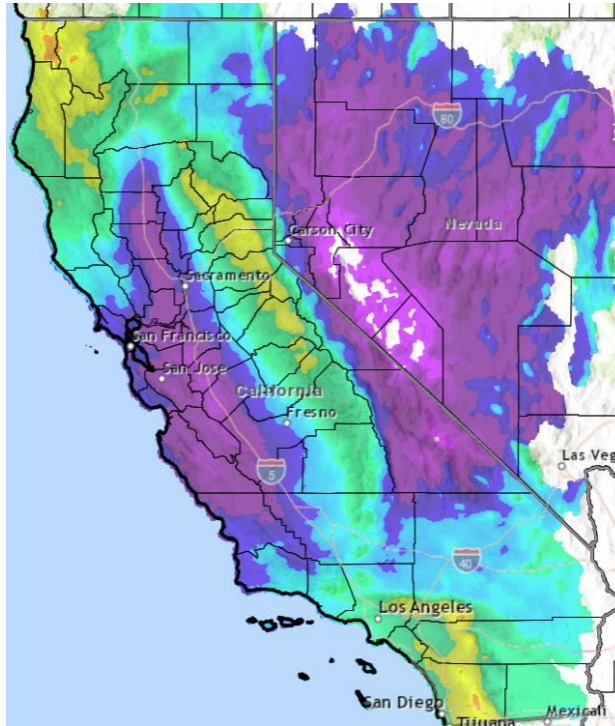 80
Carson City
Nevada
Sacramento
San Francisco
San Jose
California
Fresno
5
Las Veg
40
Los Angeles
San Diego
Tijuana
Mexicali